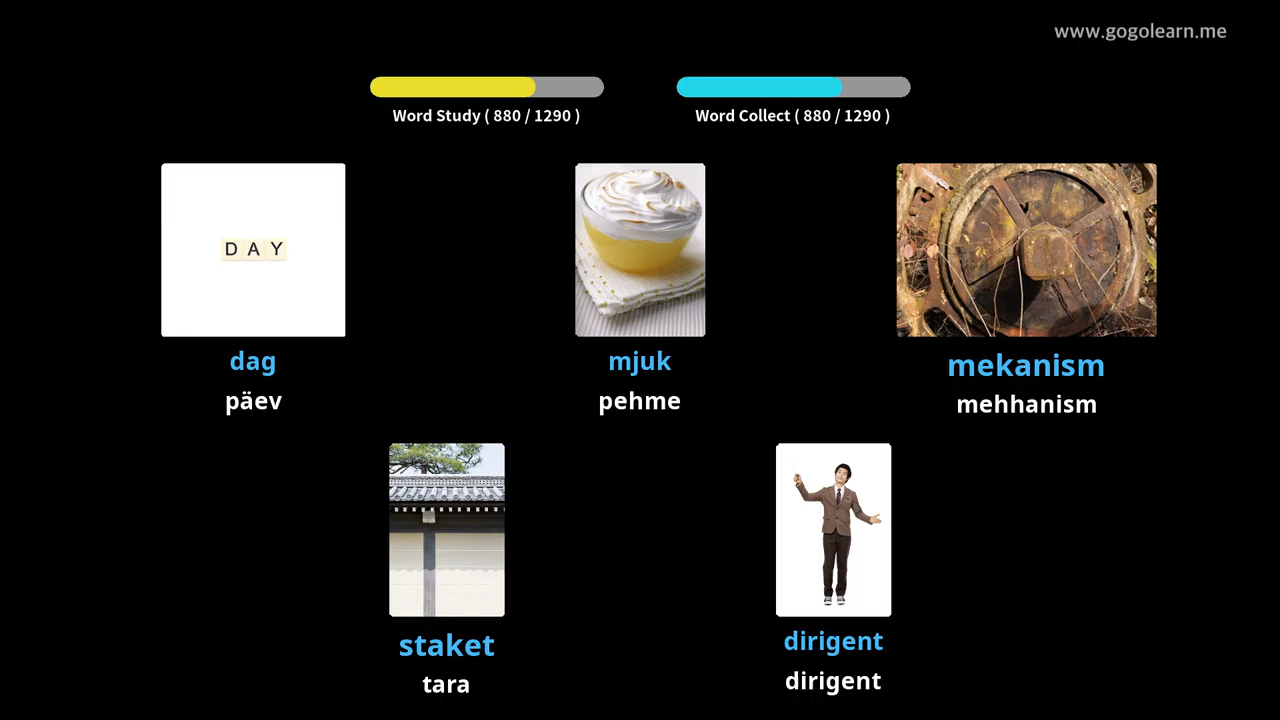 www.gogolearn.me
Word Study ( 880 / 1290 )
Word Collect ( 880 / 1290 )
DAY
dag
päev
mjuk
pehme
mekanism
mehhanism
staket
tara
dirigent
dirigent